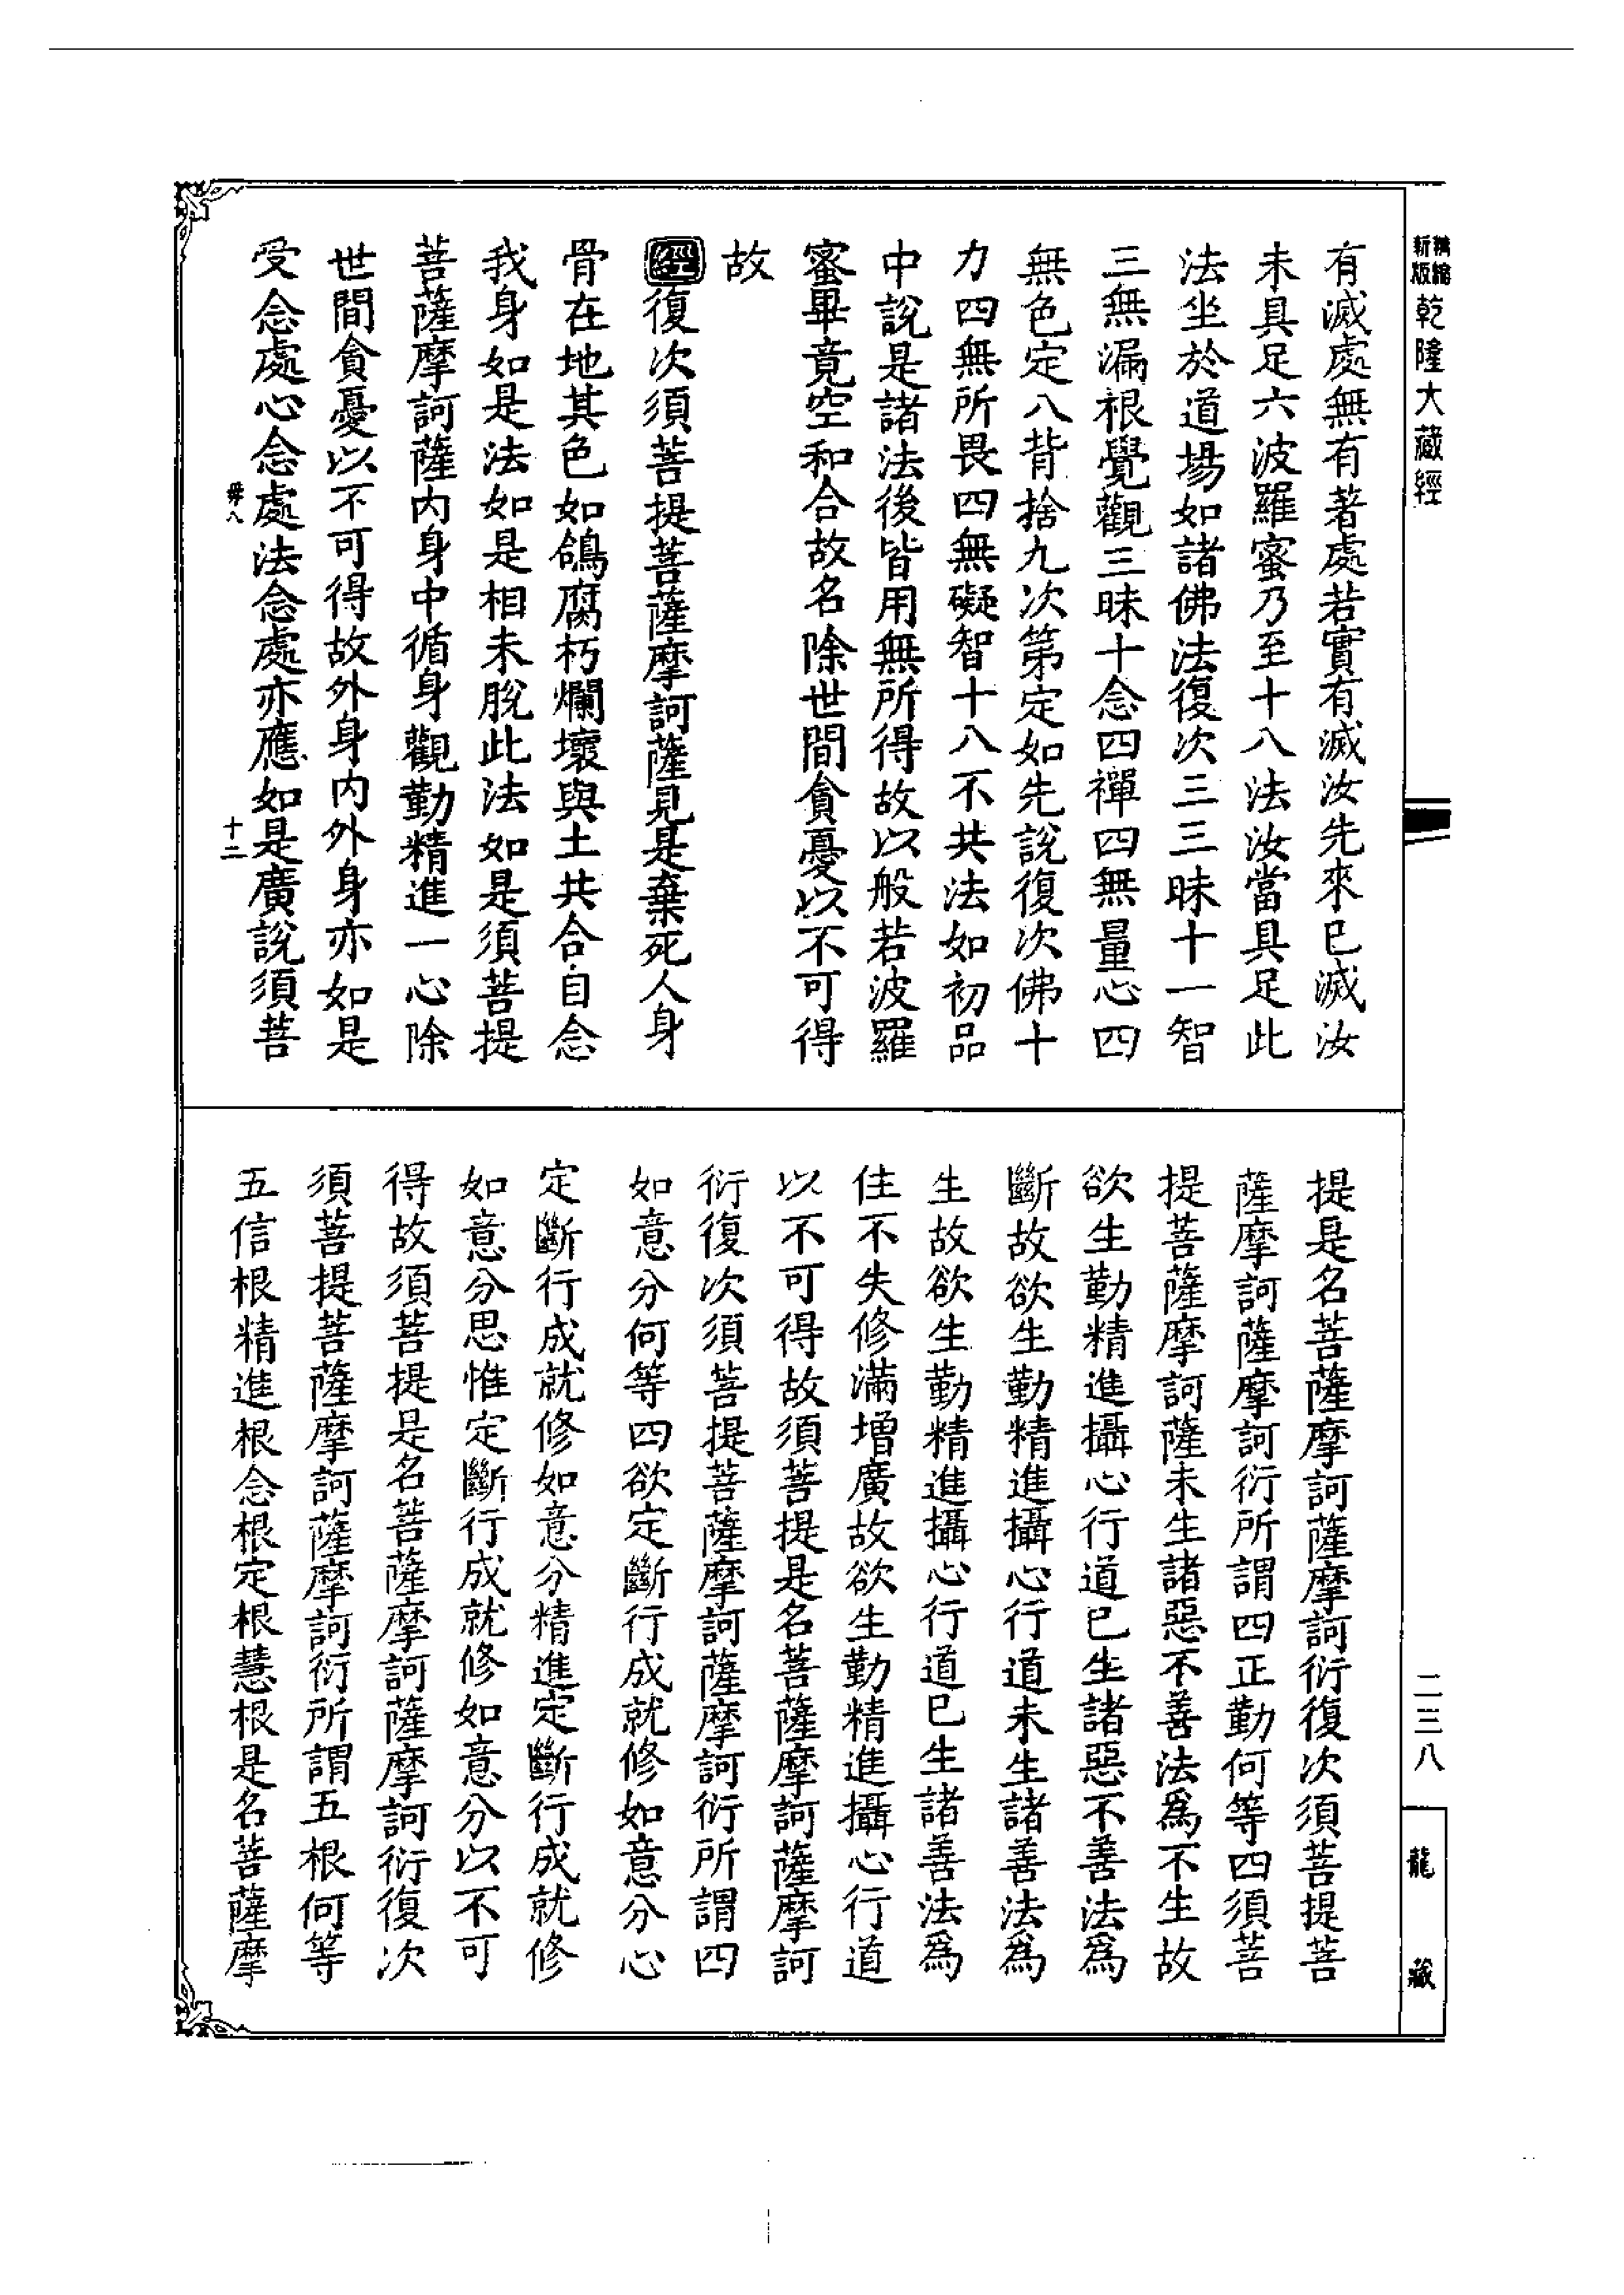 精縮新版乾隆大藏經
有滅處無有著處若實有滅汝先來已滅汝
未具足六波羅蜜乃至十八法汝當具足此
法坐於道場如諸佛法復次三三昧十一智
三無漏根覺觀三昧十念四禪四無量心四
無色定八背捨九次第定如先說復次佛十
力四無所畏四無礙智十八不共法如初品
中說是諸法後皆用無所得故以般若波羅
蜜畢竟空和合故名除世間貪憂以不可得
故
經復次須菩提菩薩摩訶薩見是棄死人身
骨在地其色如鴿腐朽爛壞與土共合自念
我身如是法如是相未脫此法如是須菩提
菩薩摩訶薩內身中循身觀勤精進一心除
世間貪憂以不可得故外身內外身亦如是
受念處心念處法念處亦應如是廣說須菩
十二
二三八
龍藏
提是名菩薩摩訶薩摩訶衍復次須菩提菩
薩摩訶薩摩訶衍所謂四正勤何等四須菩
提菩薩摩訶薩未生諸惡不善法為不生故
欲生勤精進攝心行道已生諸惡不善法為
斷故欲生勤精進攝心行道未生諸善法為
生故欲生勤精進攝心行道已生諸善法為
住不失修滿增廣故欲生勤精進攝心行道
以不可得故須菩提是名菩薩摩訶薩摩訶
衍復次須菩提菩薩摩訶薩摩訶衍所謂四
如意分何等四欲定斷行成就修如意分心
定斷行成就修如意分精進定斷行成就修
如意分思惟定斷行成就修如意分以不可
得故須菩提是名菩薩摩訶薩摩訶衍復次
須菩提菩薩摩訶薩摩訶衍所謂五根何等
五信根精進根念根定根慧根是名菩薩摩